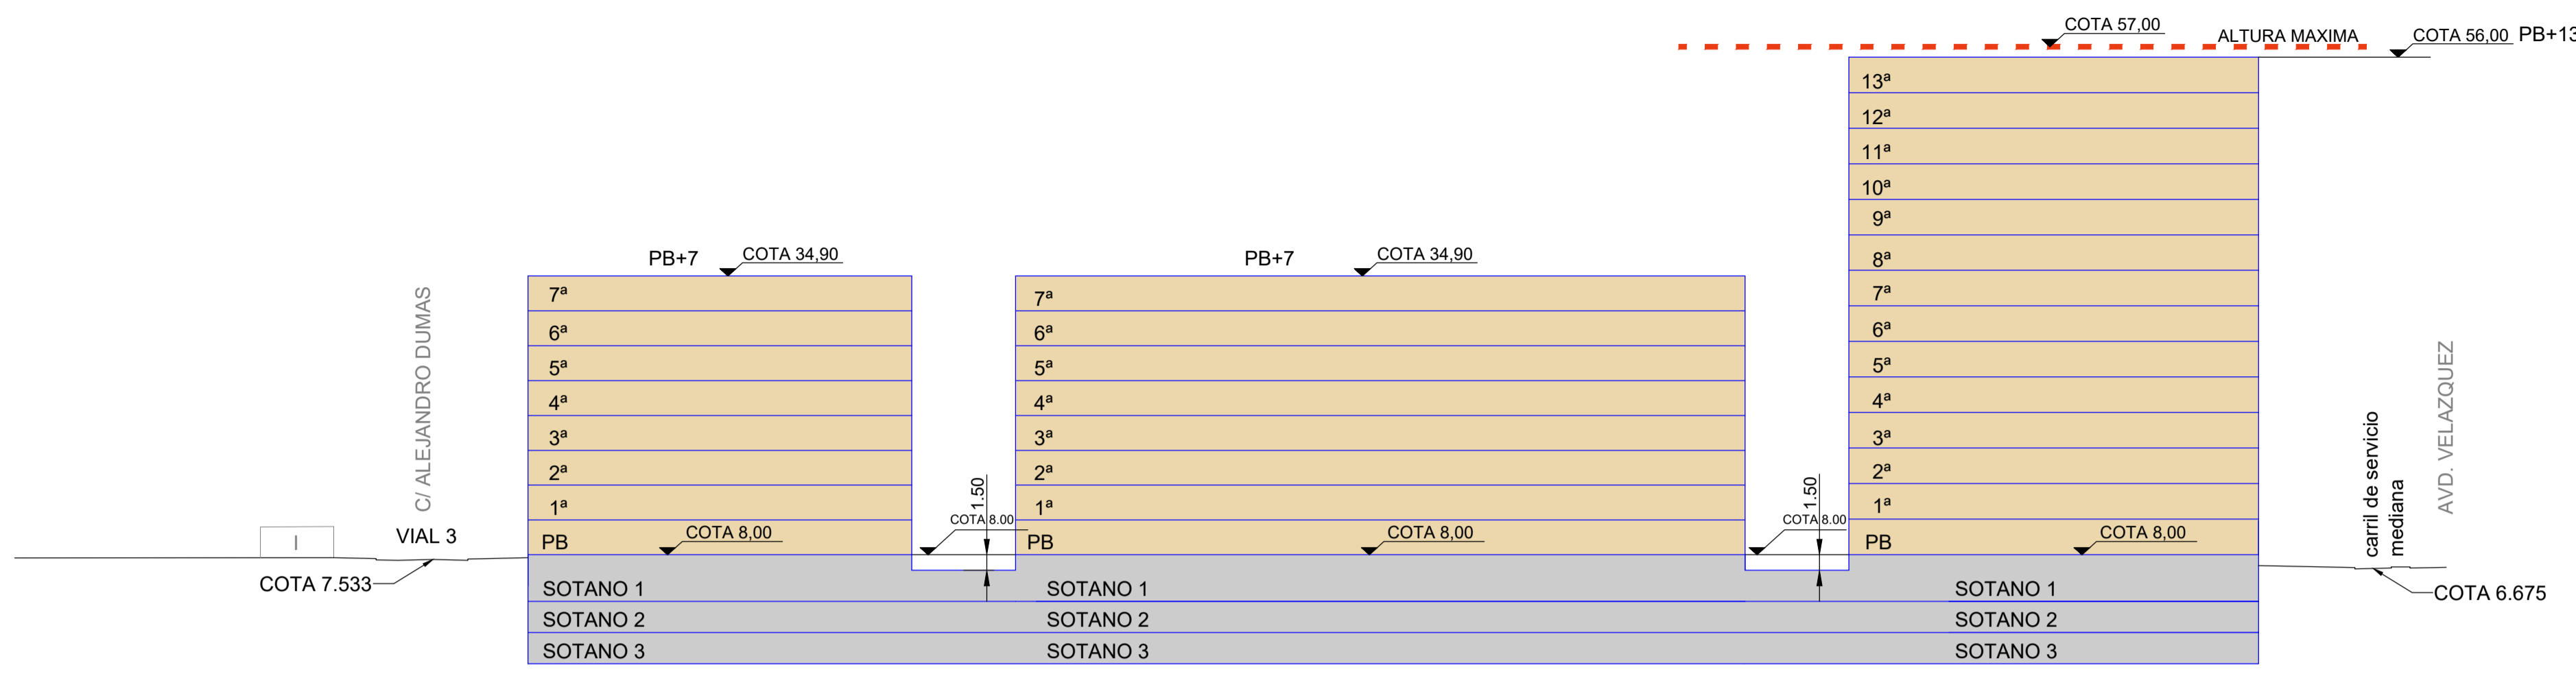 COTA 57,00
ALTURA MAXIMA
COTA 56,00 PB+13
13ª
12ª
11ª
10ª
9ª
8ª
7ª
6ª
5ª
4ª
3ª
2ª
1ª
PB
COTA 8,00
PB+7
COTA 34,90
7ª
6ª
5ª
4ª
3ª
2ª
1ª
PB
COTA 8,00
PB+7
COTA 34,90
7ª
6ª
5ª
4ª
3ª
2ª
1ª
PB
COTA 8,00
1.50
COTA 8.00
1.50
COTA 8.00
C/ ALEJANDRO DUMAS
VIAL 3
I
COTA 7.533
carril de servicio
mediana
AVD. VELAZQUEZ
COTA 6.675
SOTANO 1
SOTANO 1
SOTANO 1
SOTANO 2
SOTANO 2
SOTANO 2
SOTANO 3
SOTANO 3
SOTANO 3